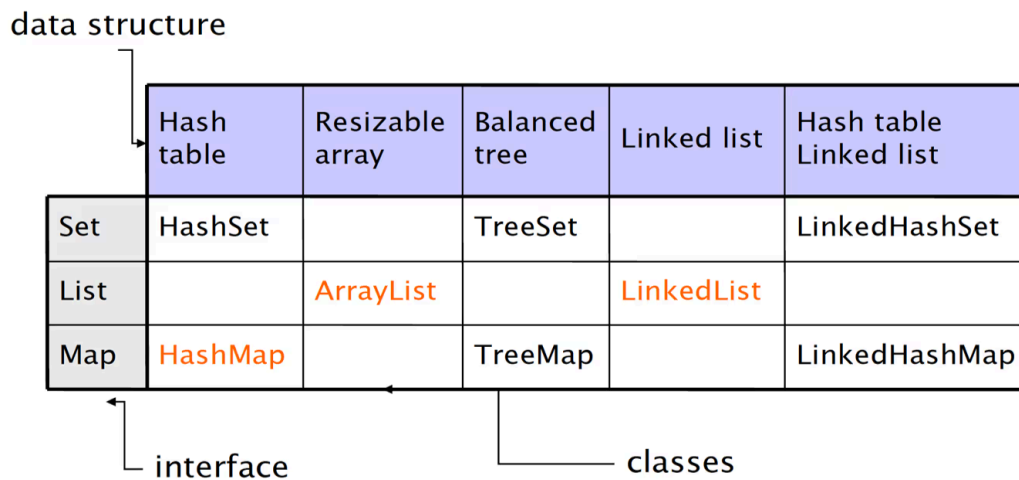 data structure
Hash
table
Resizable
array
Balanced
tree
Linked list
Hash table
Linked list
Set
HashSet
TreeSet
LinkedHashSet
List
ArrayList
LinkedList
Map
HashMap
TreeMap
LinkedHashMap
interface
classes